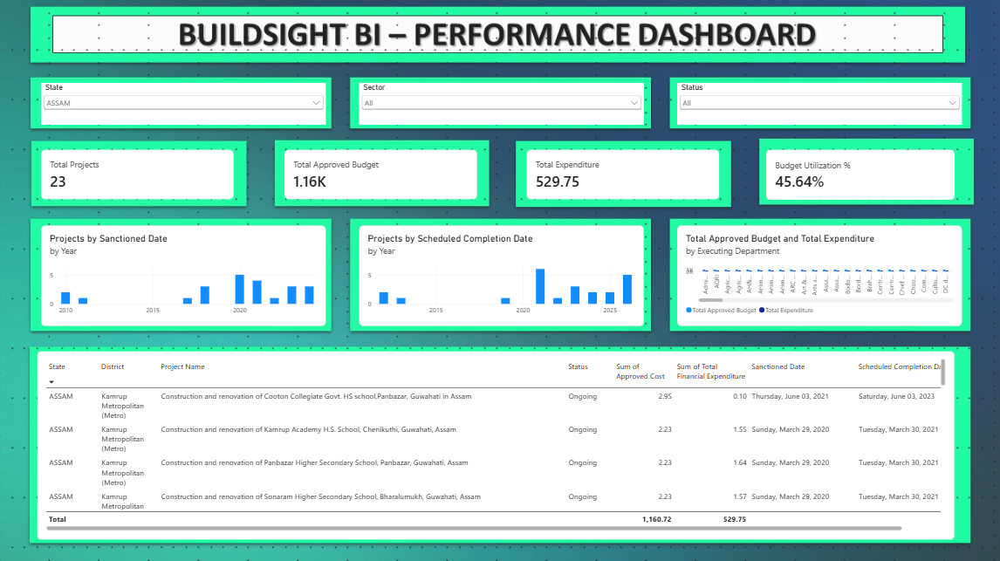 BUILDSIGHT BI – PERFORMANCE DASHBOARD
State
ASSAM
Sector
All
Status
All
Total Projects
23
Total Approved Budget
1.16K
Total Expenditure
529.75
Budget Utilization %
45.64%
Projects by Sanctioned Date
by Year
5
0
2010
2015
2020
Projects by Scheduled Completion Date
by Year
5
0
2015
2020
2025
Total Approved Budget and Total Expenditure
by Executing Department
1K
0K
Admi...
AGRI
Agric...
Agric...
AH&...
Anim...
Anim...
Anim...
ARC ...
Art &...
Arts a...
Assa...
Assa...
Bodo...
Bord...
Brah...
Centr...
Centr...
Chief ...
Choo...
Com...
Cultu...
DC d...
Total Approved Budget Total Expenditure
State District Project Name Status Sum of Approved Cost Sum of Total Financial Expenditure Sanctioned Date Scheduled Completion Da
ASSAM Kamrup Metropolitan (Metro) Construction and renovation of Cooton Collegiate Govt. HS school,Panbazar, Guwahati in Assam Ongoing 2.95 0.10 Thursday, June 03, 2021 Saturday, June 03, 2023
ASSAM Kamrup Metropolitan (Metro) Construction and renovation of Kamrup Academy H.S. School, Chenikuthi, Guwahati, Assam Ongoing 2.23 1.55 Sunday, March 29, 2020 Tuesday, March 30, 2021
ASSAM Kamrup Metropolitan (Metro) Construction and renovation of Panbazar Higher Secondary School, Panbazar, Guwahati, Assam Ongoing 2.23 1.64 Sunday, March 29, 2020 Tuesday, March 30, 2021
ASSAM Kamrup Metropolitan Construction and renovation of Sonaram Higher Secondary School, Bharalumukh, Guwahati, Assam Ongoing 2.23 1.57 Sunday, March 29, 2020 Tuesday, March 30, 2021
Total 1,160.72 529.75